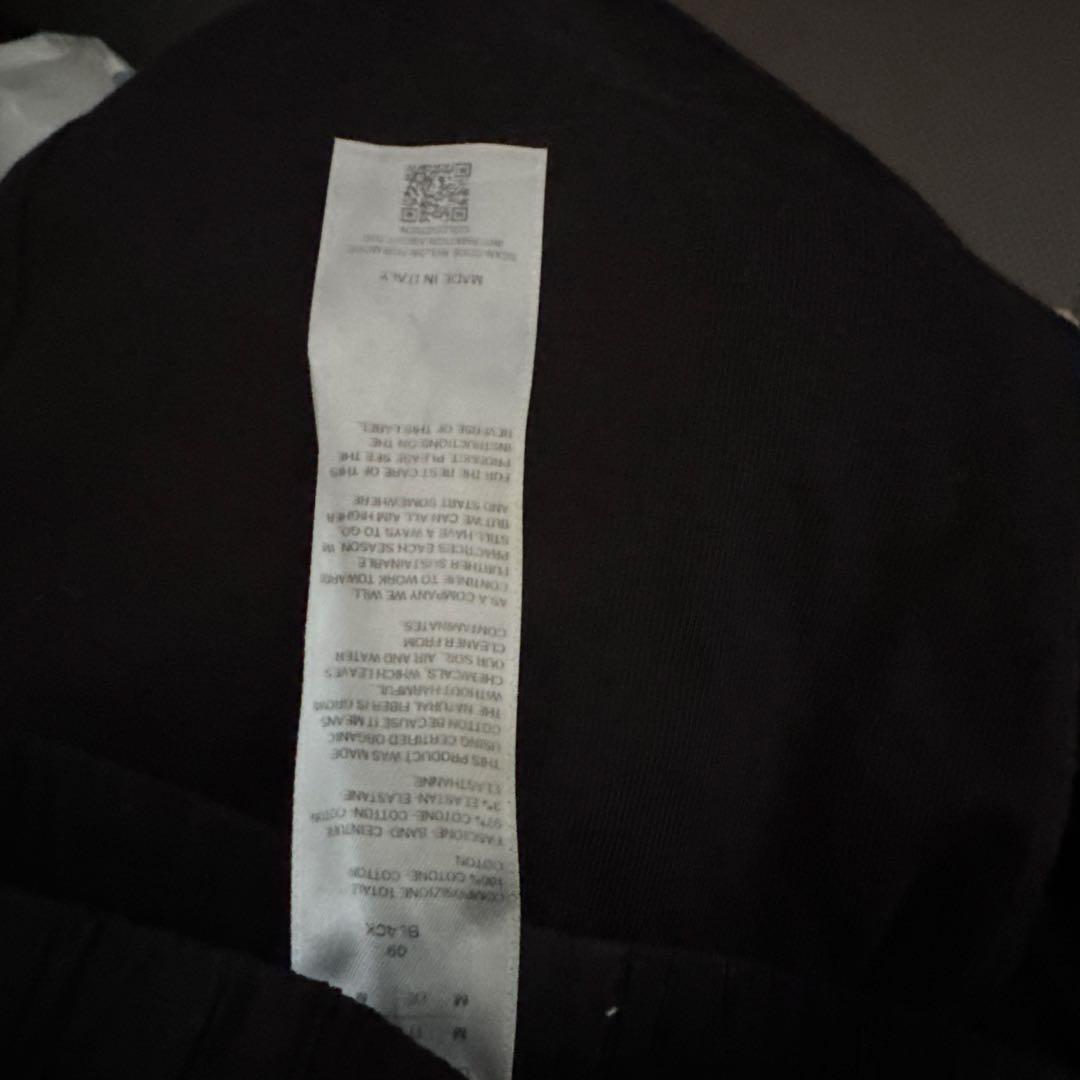 M
M
09
BLACK
COMPOSIZIONE TOTALE
100% COTONE- COTTON
COTON
FASCIONE- BAND- CEINTURE
97% COTONE- COTTON- COTON
3% ELASTAN- ELASTANE
ELASTHANNE
THIS PRODUCT WAS MADE
USING CERTIFIED ORGANIC
COTTON BECAUSE IT MEANS
THE NATURAL FIBER IS GROWN
WITHOUT HARMFUL
CHEMICALS, WHICH LEAVES
OUR SOIL, AIR AND WATER
CLEANER FROM
CONTAMINATES.
AS A COMPANY WE WILL
CONTINUE TO WORK TOWARD
FURTHER SUSTAINABLE
PRACTICES EACH SEASON, W
STILL HAVE A WAYS TO GO
BUT WE CAN ALL AIM HIGHER
AND START SOMEWHERE
FOR THE BEST CARE OF THIS
PRODUCT, PLEASE SEE THE
INSTRUCTIONS ON THE
REVERSE OF THIS LABEL
MADE IN ITALY
SCAN CODE BELOW FOR MORE
INFORMATION ABOUT THE
COLLECTION